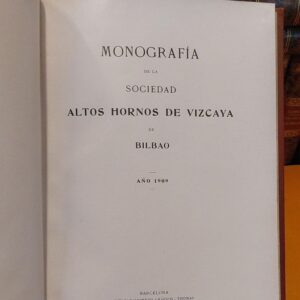 MONOGRAFÍA
DE LA
SOCIEDAD
ALTOS HORNOS DE VIZCAYA
DE
BILBAO
AÑO 1909
BARCELONA